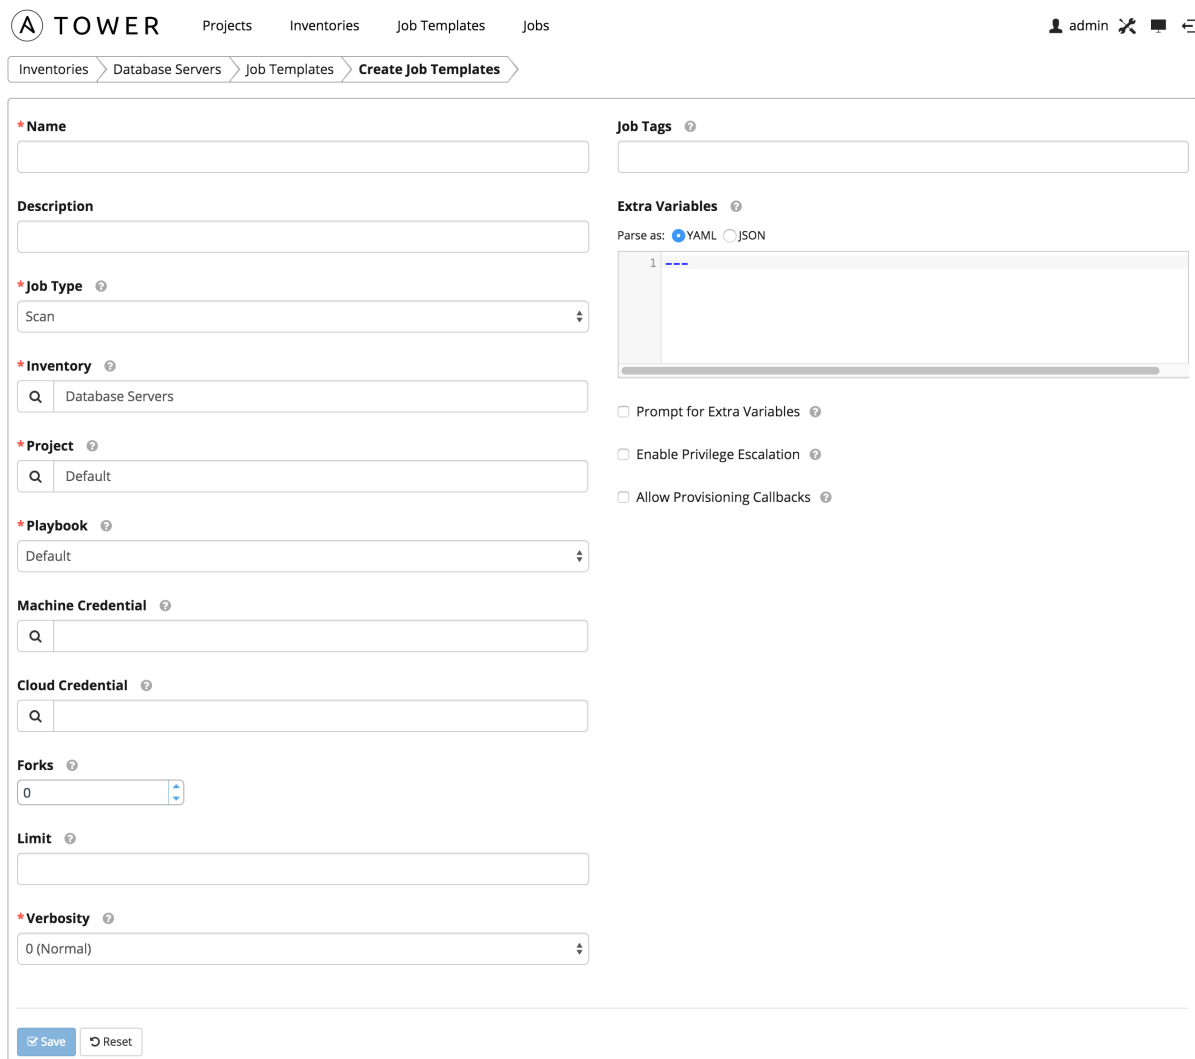 A TOWER Projects Inventories Job Templates Jobs admin
Inventories Database Servers Job Templates Create Job Templates
* Name
Description
* Job Type ?
Scan
* Inventory ?
Database Servers
* Project ?
Default
* Playbook ?
Default
Machine Credential ?
Cloud Credential ?
Forks ?
0
Limit ?
* Verbosity ?
0 (Normal)
Job Tags ?
Extra Variables ?
Parse as: YAML JSON
1 ---
Prompt for Extra Variables ?
Enable Privilege Escalation ?
Allow Provisioning Callbacks ?
Save Reset